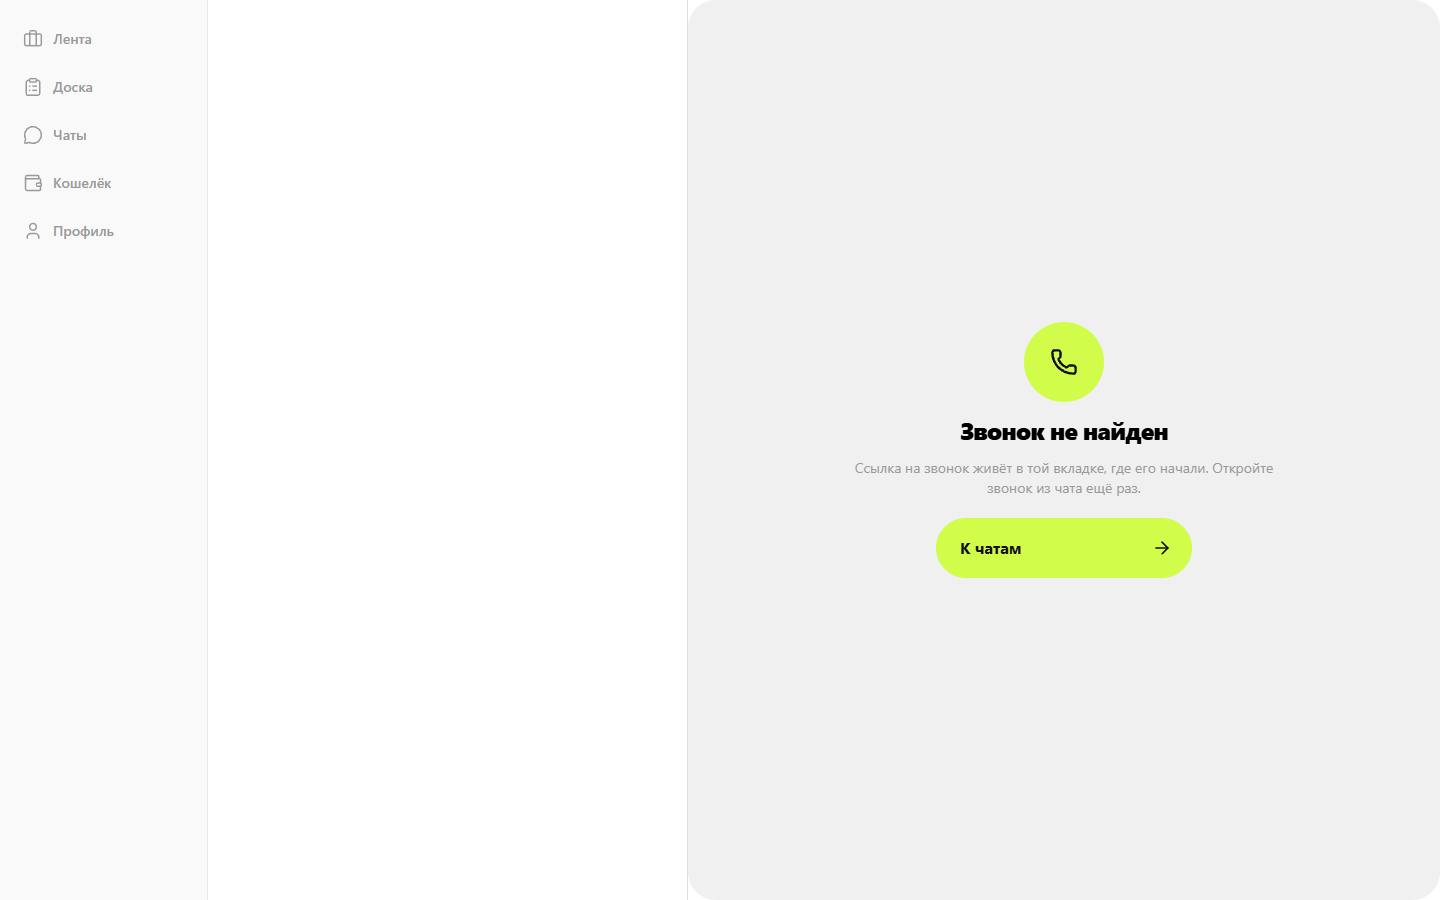 Лента
Доска
Чаты
Кошелёк
Профиль
Звонок не найден
Ссылка на звонок живёт в той вкладке, где его начали. Откройте
звонок из чата ещё раз.
К чатам